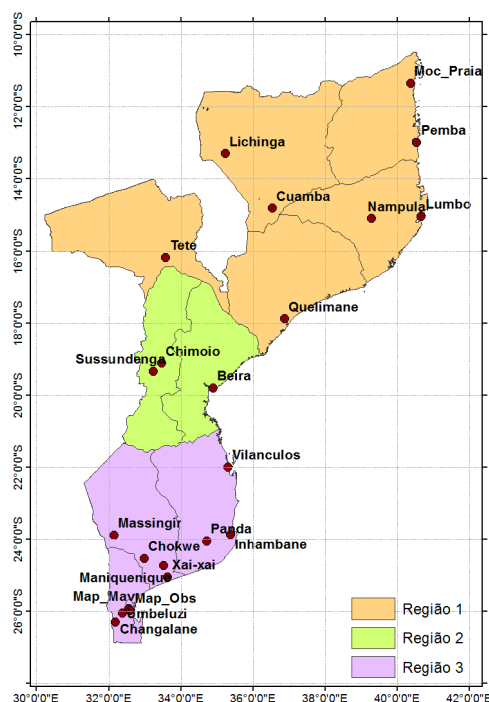 10°0'0"S
Moc_Praia
12°0'0"S
Pemba
Lichinga
14°0'0"S
Cuamba
Nampula
Lumbo
16°0'0"S
Tete
Quelimane
18°0'0"S
Chimoio
Sussundenga
Beira
20°0'0"S
22°0'0"S
Vilanculos
Massingir
Panda
24°0'0"S
Chokwe
Inhambane
Xai-xai
Maniquenique
Map_Mav
Map_Obs
26°0'0"S
Umbeluzi
Changalane
Região 1
Região 2
Região 3
30°0'0"E 32°0'0"E 34°0'0"E 36°0'0"E 38°0'0"E 40°0'0"E 42°0'0"E